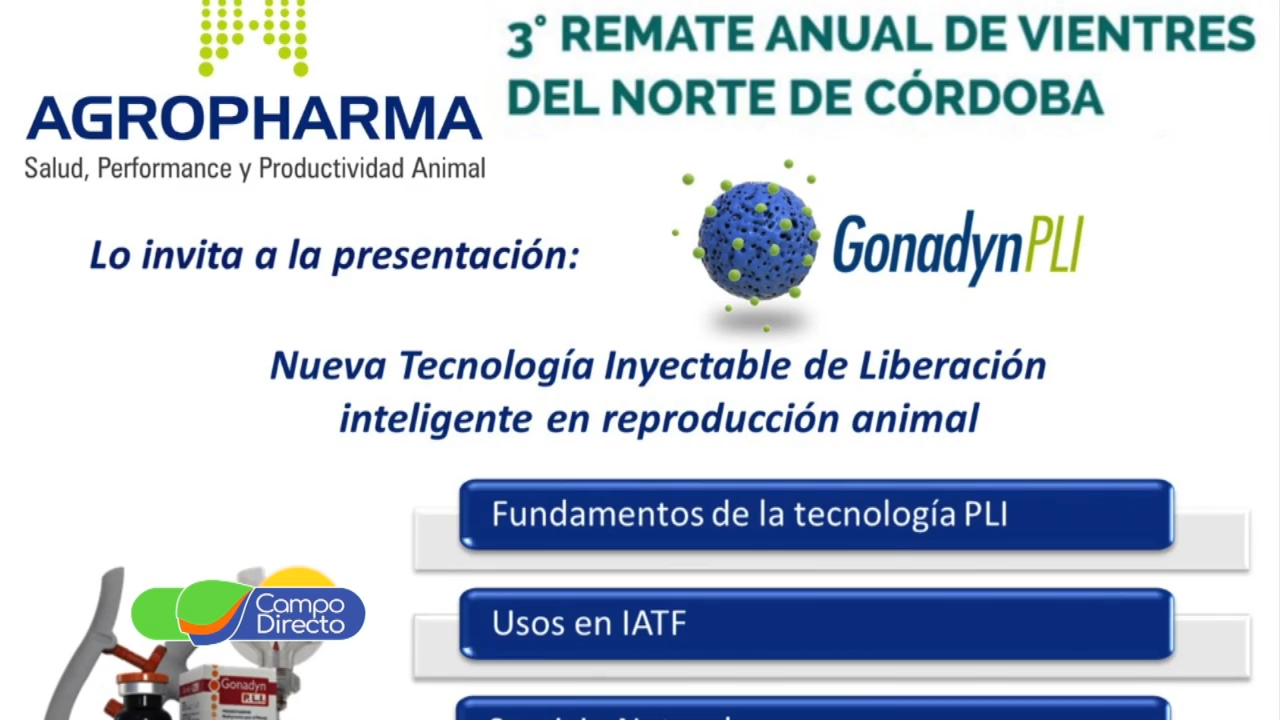 3° REMATE ANUAL DE VIENTRES
DEL NORTE DE CÓRDOBA
AGROPHARMA
Salud, Performance y Productividad Animal
Lo invita a la presentación:
GonadynPLI
Nueva Tecnología Inyectable de Liberación
inteligente en reproducción animal
Fundamentos de la tecnología PLI
Usos en IATF
Campo
Directo
Gonadyn
P.L.I.